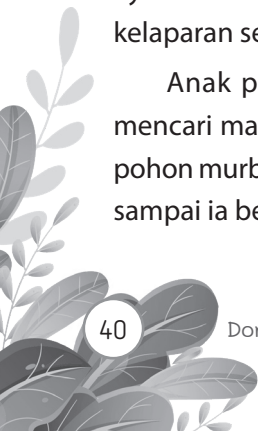 kelaparan se
Anak p
mencari ma
pohon murb
sampai ia be
40
Dor